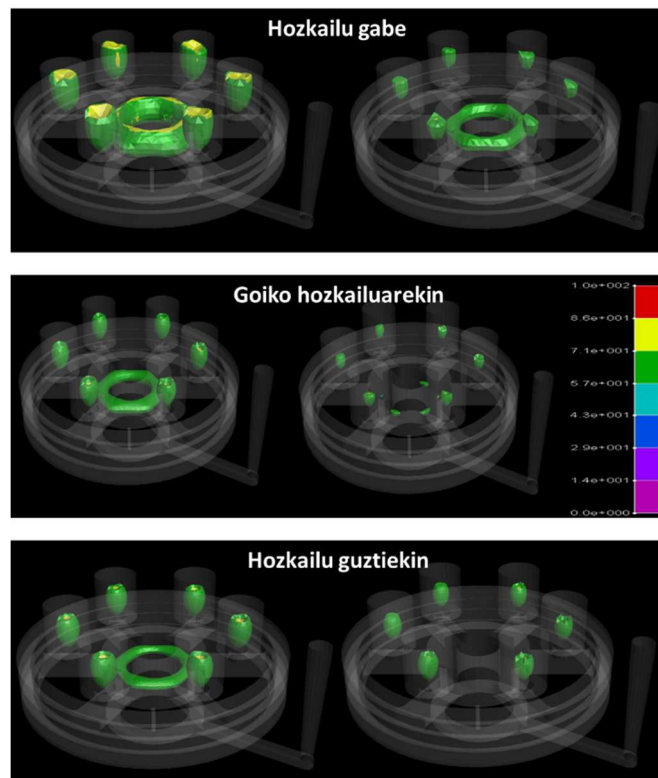 Hozkailu gabe
Goiko hozkailuarekin
1.0e+002
8.6e+001
7.1e+001
5.7e+001
4.3e+001
2.9e+001
1.4e+001
0.0e+000
Hozkailu guztiekin